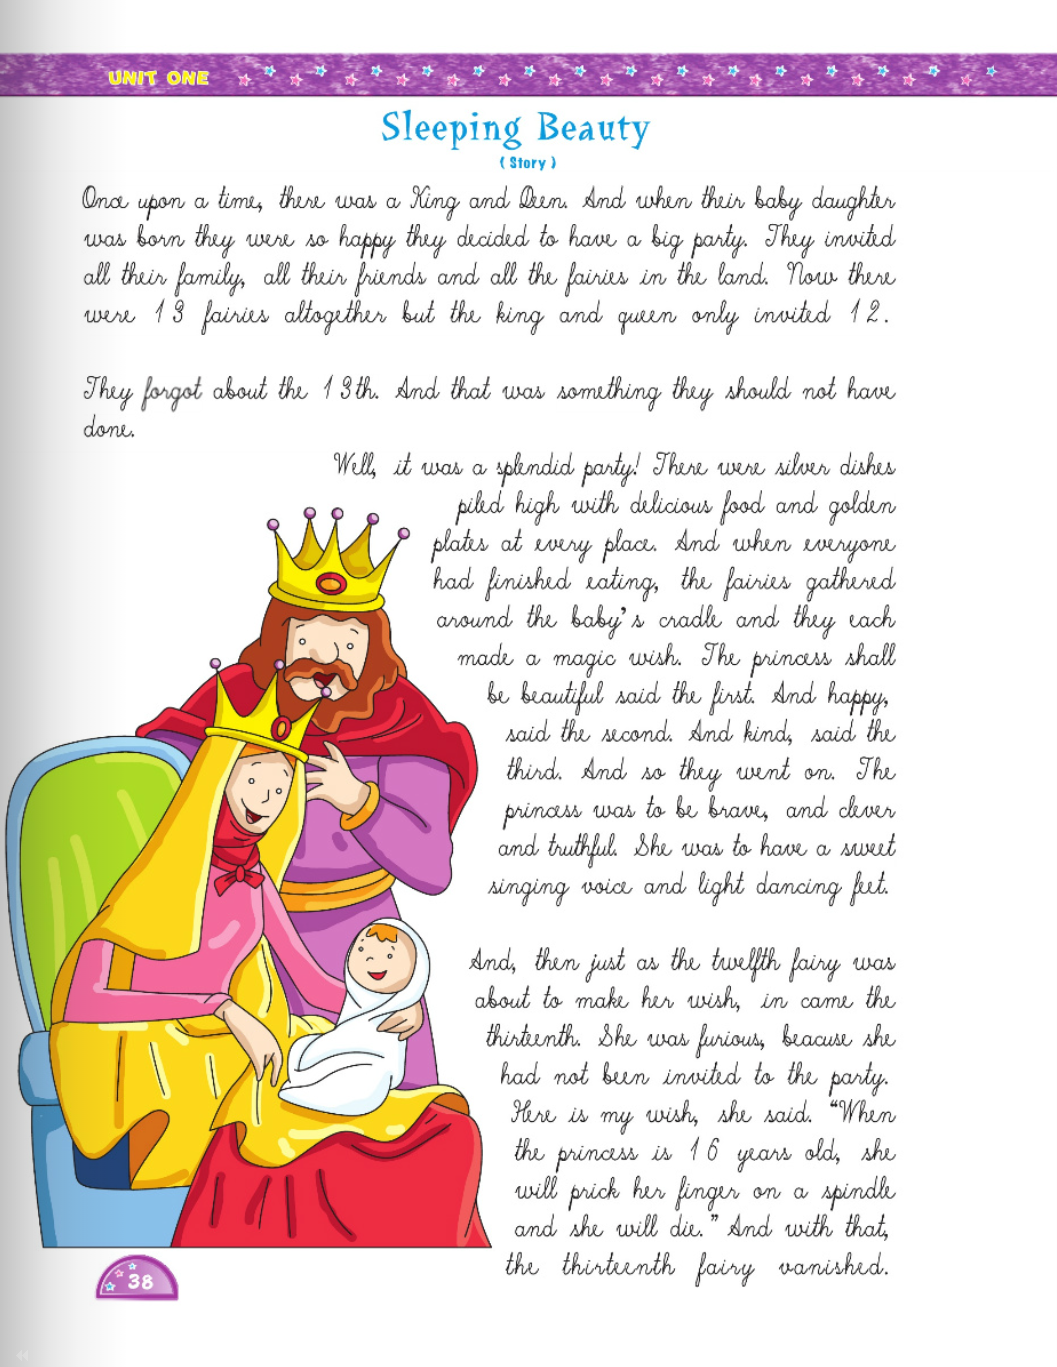 UNIT ONE
Sleeping Beauty
( Story )
Once upon a time, there was a King and Qeen. And when their baby daughter
was born they were so happy they decided to have a big party. They invited
all their family, all their friends and all the fairies in the land. Now there
were 13 fairies altogether but the king and queen only invited 12.
They forgot about the 13th. And that was something they should not have
done.
Well, it was a splendid party! There were silver dishes
piled high with delicious food and golden
plates at every place. And when everyone
had finished eating, the fairies gathered
around the baby's cradle and they each
made a magic wish. The princess shall
be beautiful said the first. And happy,
said the second. And kind, said the
third. And so they went on. The
princess was to be brave, and clever
and truthful. She was to have a sweet
singing voice and light dancing feet.
And, then just as the twelfth fairy was
about to make her wish, in came the
thirteenth. She was furious, beacuse she
had not been invited to the party.
Here is my wish, she said. "When
the princess is 16 years old, she
will prick her finger on a spindle
and she will die." And with that,
the thirteenth fairy vanished.
38